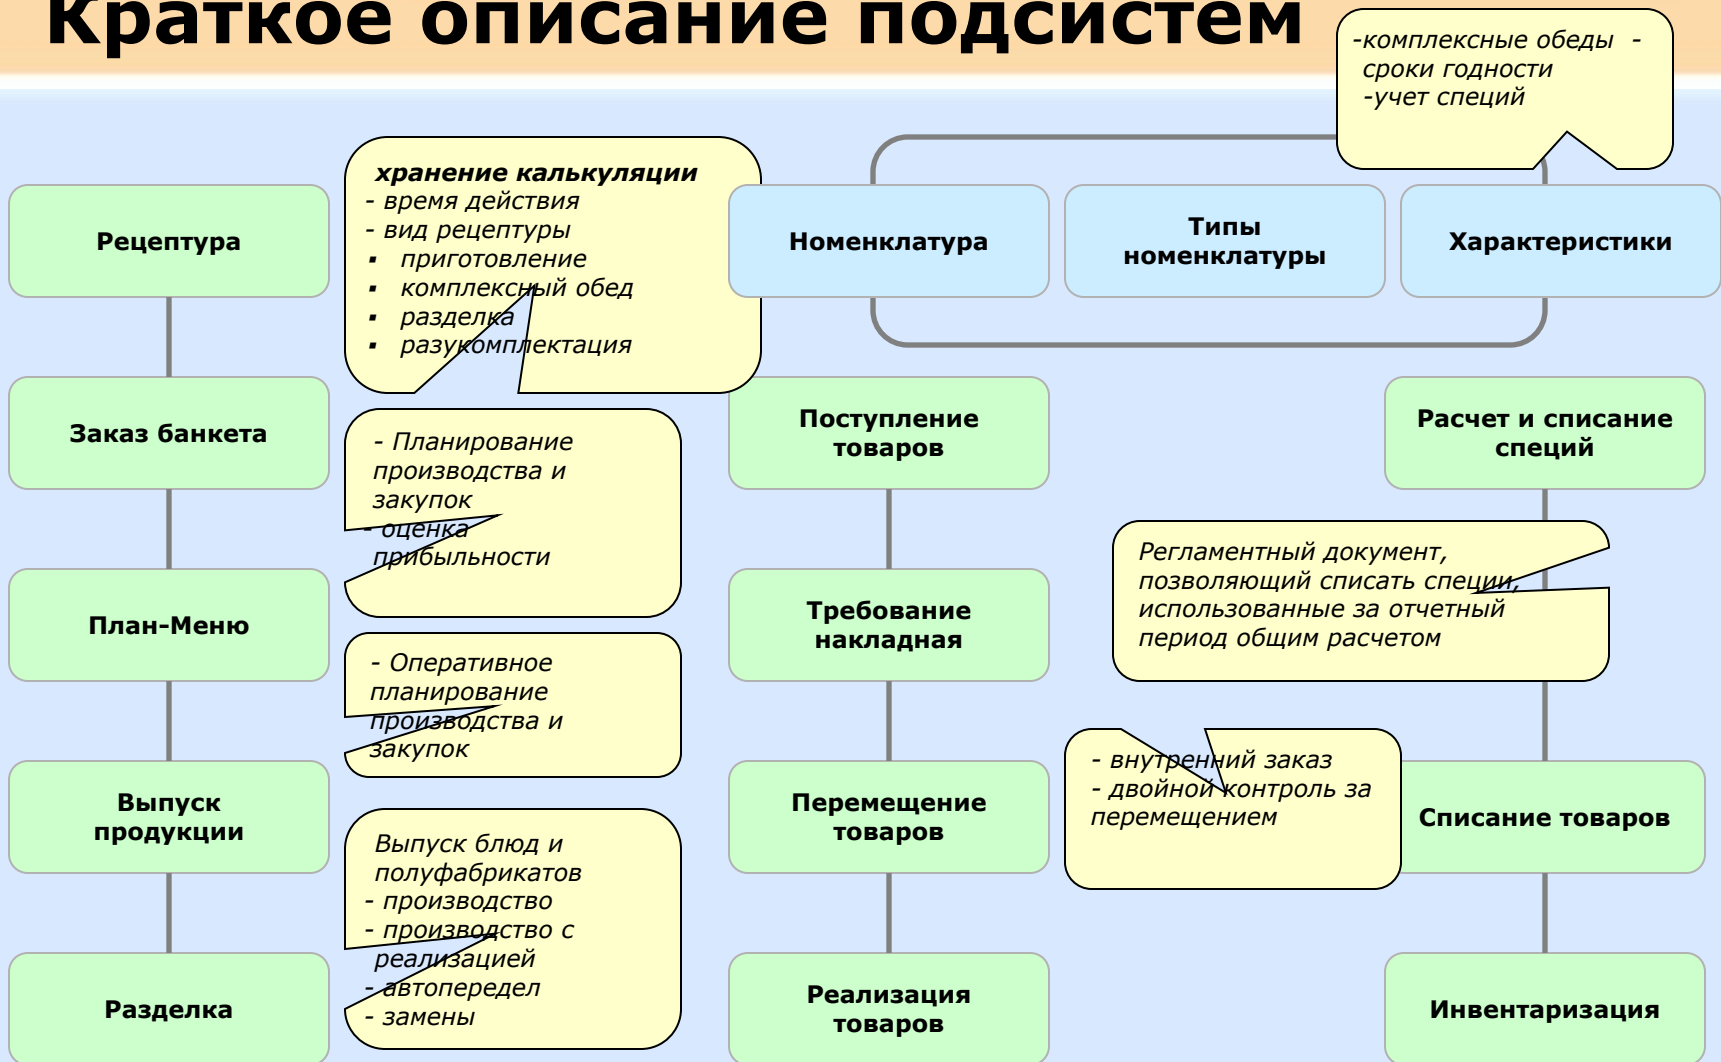 Краткое описание подсистем
-комплексные обеды -
сроки годности
-учет специй
хранение калькуляции
- время действия
- вид рецептуры
▪ приготовление
▪ комплексный обед
▪ разделка
▪ разукомплектация
Рецептура
Номенклатура
Типы
номенклатуры
Характеристики
Заказ банкета
- Планирование
производства и
закупок
- оценка
прибыльности
Поступление
товаров
Расчет и списание
специй
План-Меню
- Оперативное
планирование
производства и
закупок
Требование
накладная
Регламентный документ,
позволяющий списать специи,
использованные за отчетный
период общим расчетом
Выпуск
продукции
Выпуск блюд и
полуфабрикатов
- производство
- производство с
реализацией
- автопередел
- замены
Перемещение
товаров
- внутренний заказ
- двойной контроль за
перемещением
Списание товаров
Разделка
Реализация
товаров
Инвентаризация